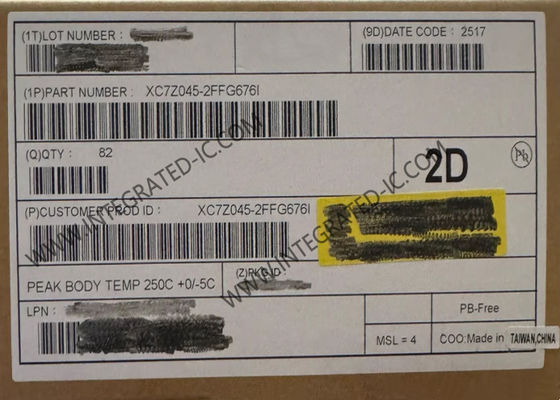 (1T)LOT NUMBER :
(9D)DATE CODE : 2517
(1P)PART NUMBER : XC7Z045-2FFG676I
(Q)QTY : 82
2D
Pb
(P)CUSTOMER PROD ID : XC7Z045-2FFG676I
PEAK BODY TEMP 250C +0/-5C
LPN :
PB-Free
MSL = 4
COO:Made in TAIWAN,CHINA
WWW.INTEGRATED-IC.COM
WWW.INTEGRATED-IC.COM